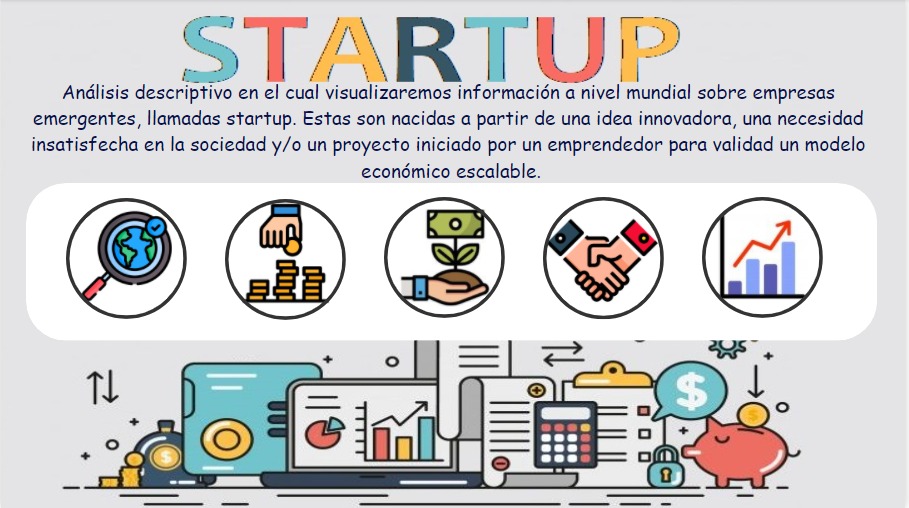 STARTUP
Análisis descriptivo en el cual visualizaremos información a nivel mundial sobre empresas
emergentes, llamadas startup. Estas son nacidas a partir de una idea innovadora, una necesidad
insatisfecha en la sociedad y/o un proyecto iniciado por un emprendedor para validad un modelo
económico escalable.